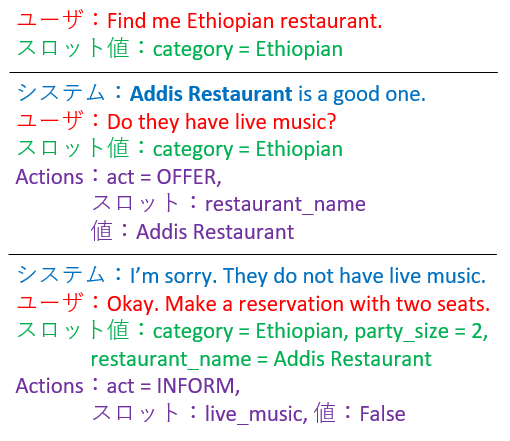 ユーザ：Find me Ethiopian restaurant.
スロット値：category = Ethiopian
システム：Addis Restaurant is a good one.
ユーザ：Do they have live music?
スロット値：category = Ethiopian
Actions：act = OFFER,
スロット：restaurant_name
値：Addis Restaurant
システム：I’m sorry. They do not have live music.
ユーザ：Okay. Make a reservation with two seats.
スロット値：category = Ethiopian, party_size = 2,
restaurant_name = Addis Restaurant
Actions：act = INFORM,
スロット：live_music, 値：False